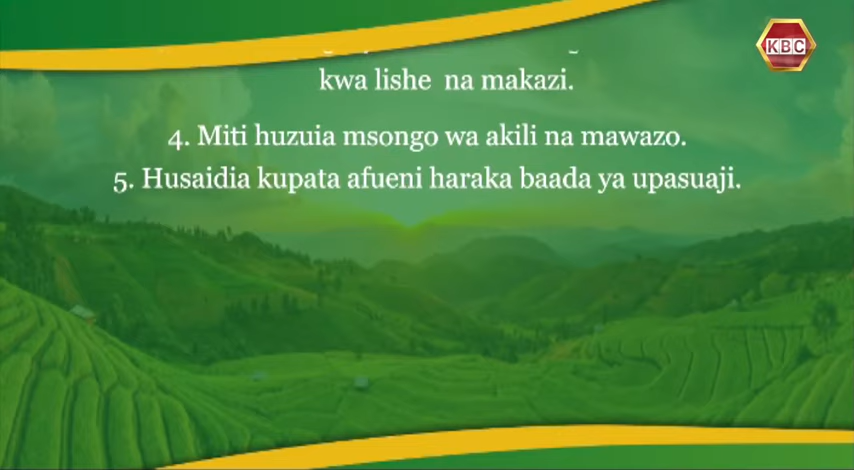 KBC
kwa lishe na makazi.
4. Miti huzuia msongo wa akili na mawazo.
5. Husaidia kupata afueni haraka baada ya upasuaji.